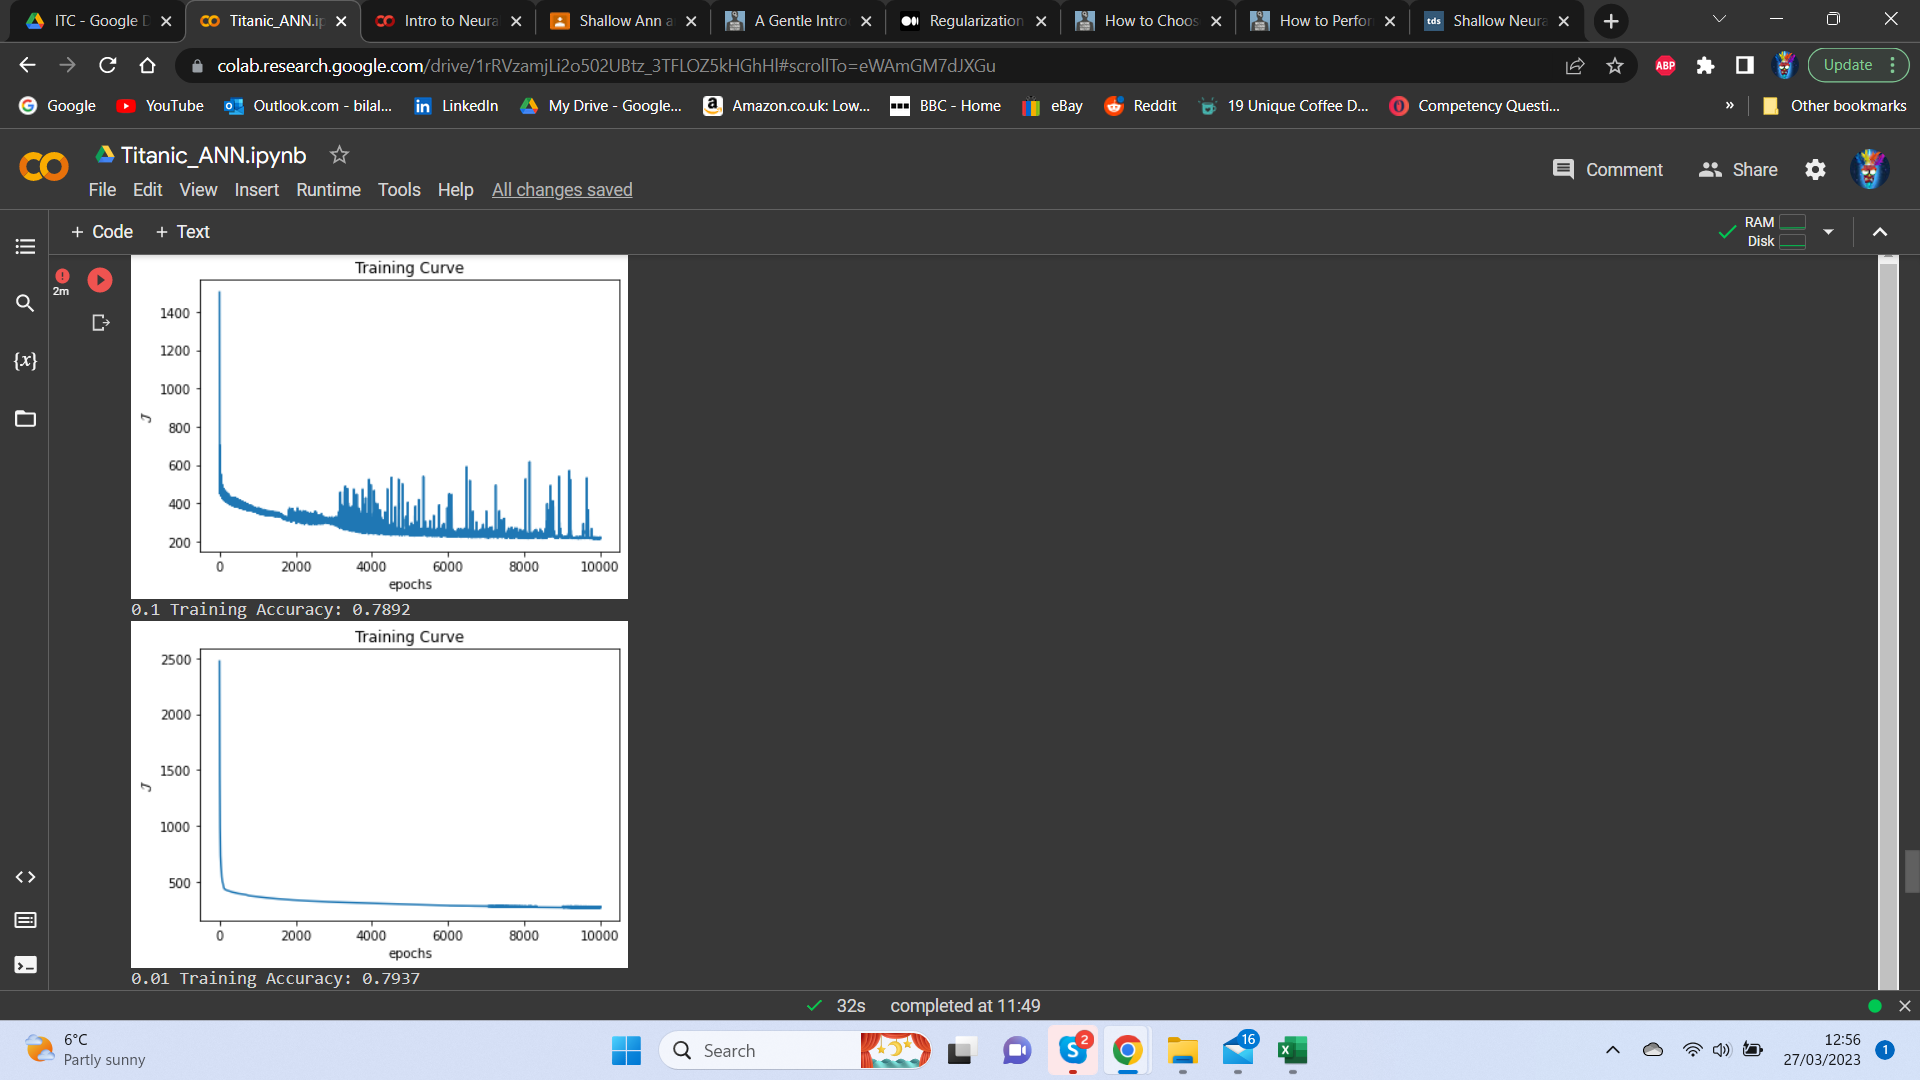 ITC - Google D
Titanic_ANN.ip
Intro to Neura
Shallow Ann a
A Gentle Intro
Regularization
How to Choos
How to Perfor
tds Shallow Neura
colab.research.google.com/drive/1rRVzamjLi2o502UBtz_3TFLOZ5kHGhHl#scrollTo=eWAmGM7dJXGu
ABP
Update
Google
YouTube
Outlook.com - bilal...
LinkedIn
My Drive - Google...
Amazon.co.uk: Low...
BBC - Home
eBay
Reddit
19 Unique Coffee D...
Competency Questi...
»
Other bookmarks
Titanic_ANN.ipynb
Comment
Share
File Edit View Insert Runtime Tools Help All changes saved
+ Code + Text
RAM
Disk
2m
{x}
Training Curve
1400
1200
1000
800
600
400
200
J
0 2000 4000 6000 8000 10000
epochs
0.1 Training Accuracy: 0.7892
Training Curve
2500
2000
1500
1000
500
J
0 2000 4000 6000 8000 10000
epochs
0.01 Training Accuracy: 0.7937
32s completed at 11:49
6°C
Partly sunny
Search
2
16
12:56
27/03/2023
1